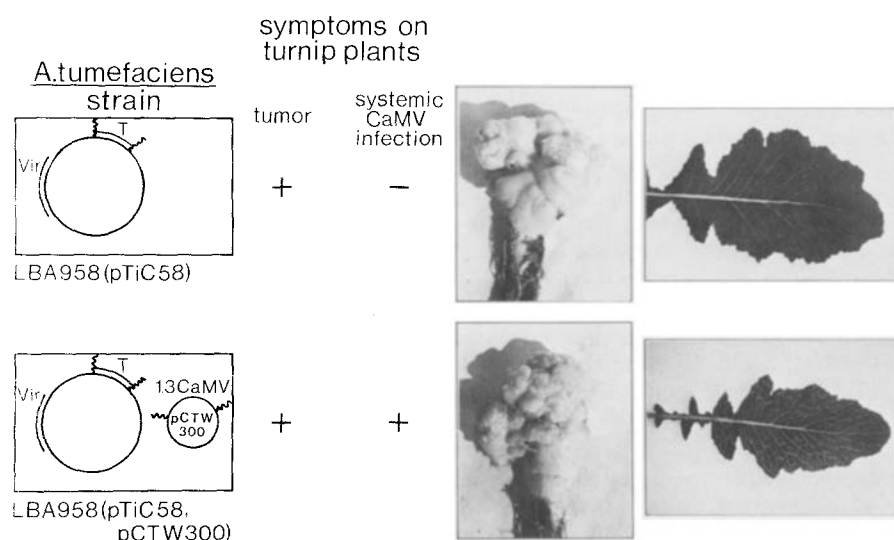 symptoms on
turnip plants
A.tumefaciens
strain
tumor
systemic
CaMV
infection
T
Vir
+
−
LBA958(pTiC58)
T
1.3CaMV
Vir
pCTW
300
+
+
LBA958(pTiC58,
pCTW300)